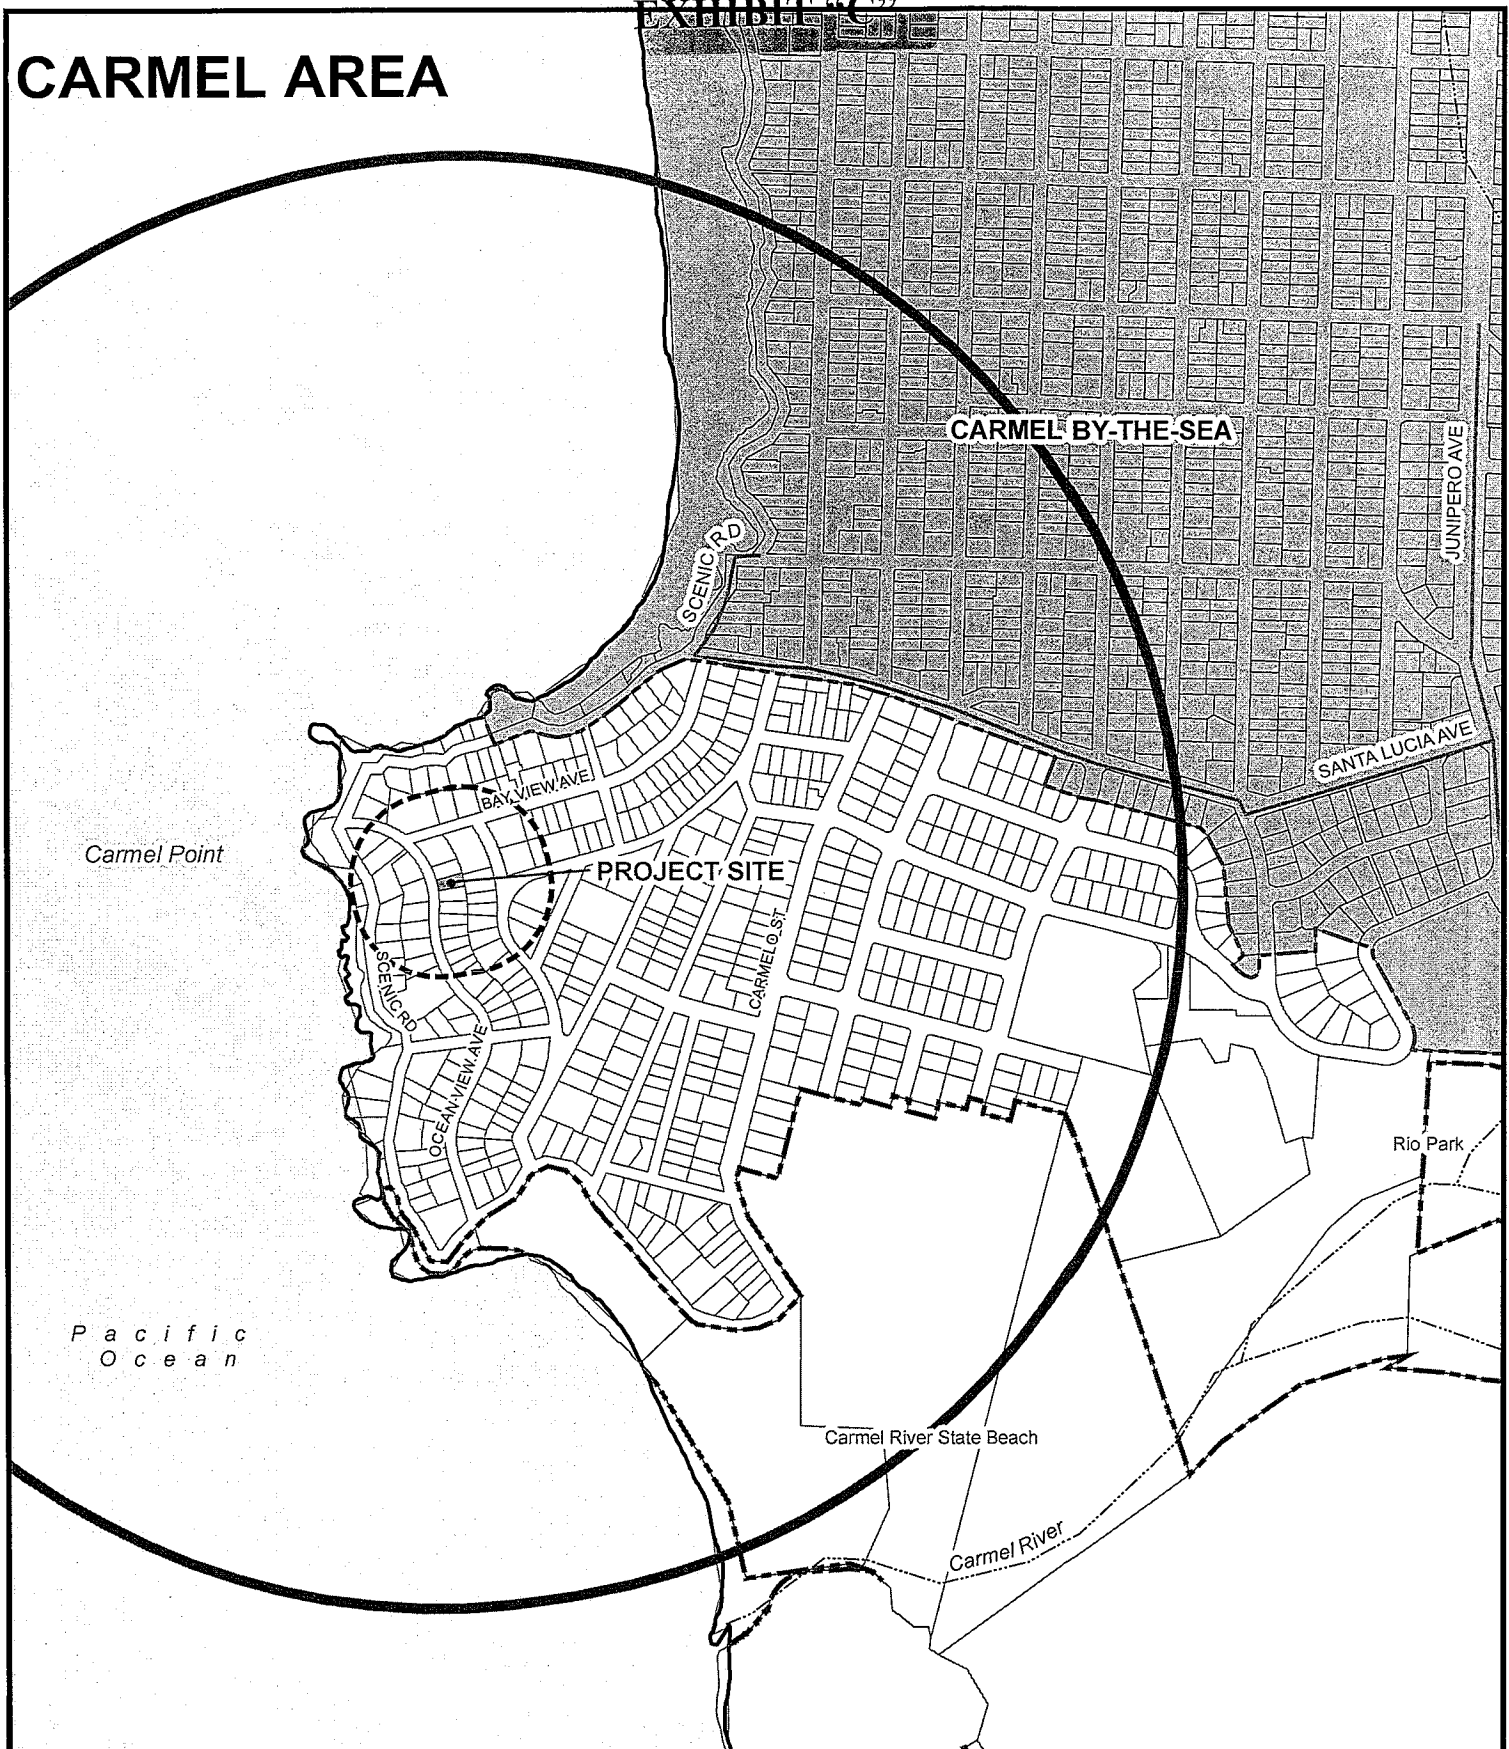 EXHIBIT "C"
CARMEL AREA
CARMEL BY-THE-SEA
JUNIPERO AVE
SCENIC RD
SANTA LUCIA AVE
BAY VIEW AVE
Carmel Point
PROJECT SITE
CARMELO ST
SCENIC RD
OCEAN VIEW AVE
Rio Park
Pacific
Ocean
Carmel River State Beach
Carmel River